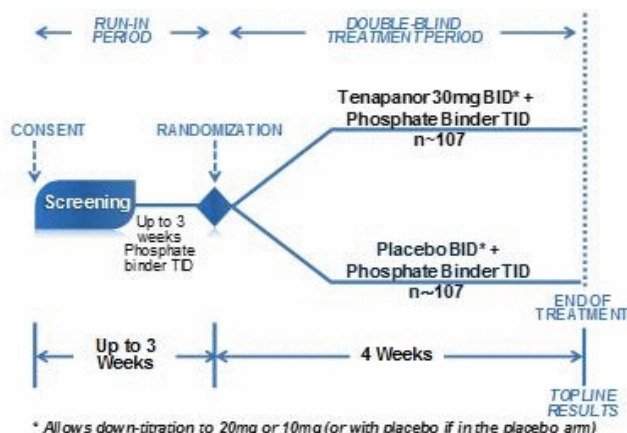 RUN-IN
PERIOD
DOUBLE-BLIND
TREATMENT PERIOD
CONSENT
RANDOMIZATION
Tenapanor 30mg BID* +
Phosphate Binder TID
n~107
Screening
Up to 3
weeks
Phosphate
binder TID
Placebo BID* +
Phosphate Binder TID
n~107
END OF
TREATMENT
Up to 3
Weeks
4 Weeks
TOPLINE
RESULTS
* Allows down-titration to 20mg or 10mg (or with placebo if in the placebo arm)